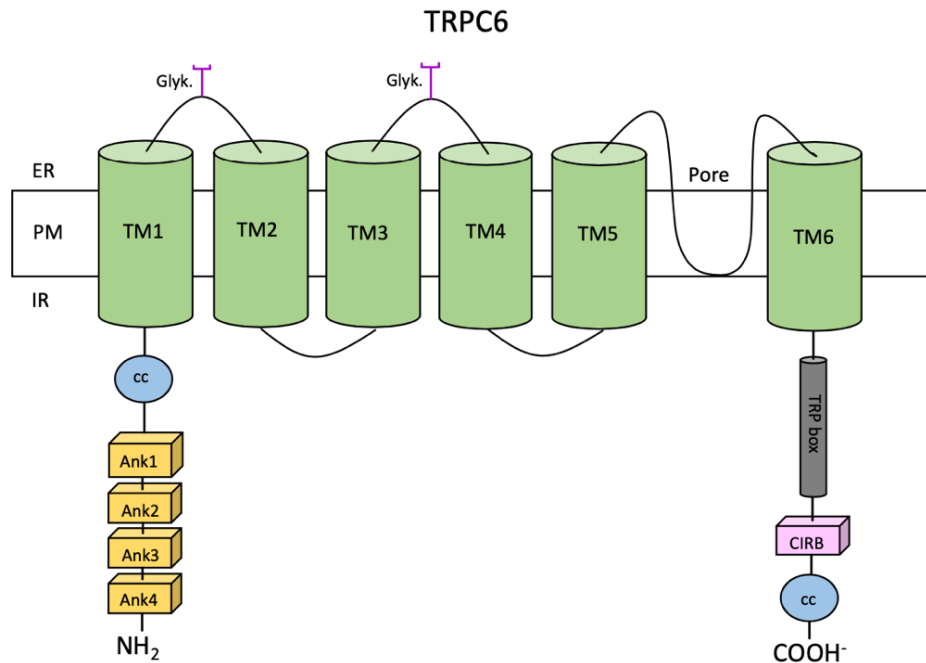 TRPC6
Glyk.
Glyk.
ER
Pore
PM
TM1
TM2
TM3
TM4
TM5
TM6
IR
cc
TRP box
Ank1
Ank2
Ank3
Ank4
NH₂
CIRB
cc
COOH⁻